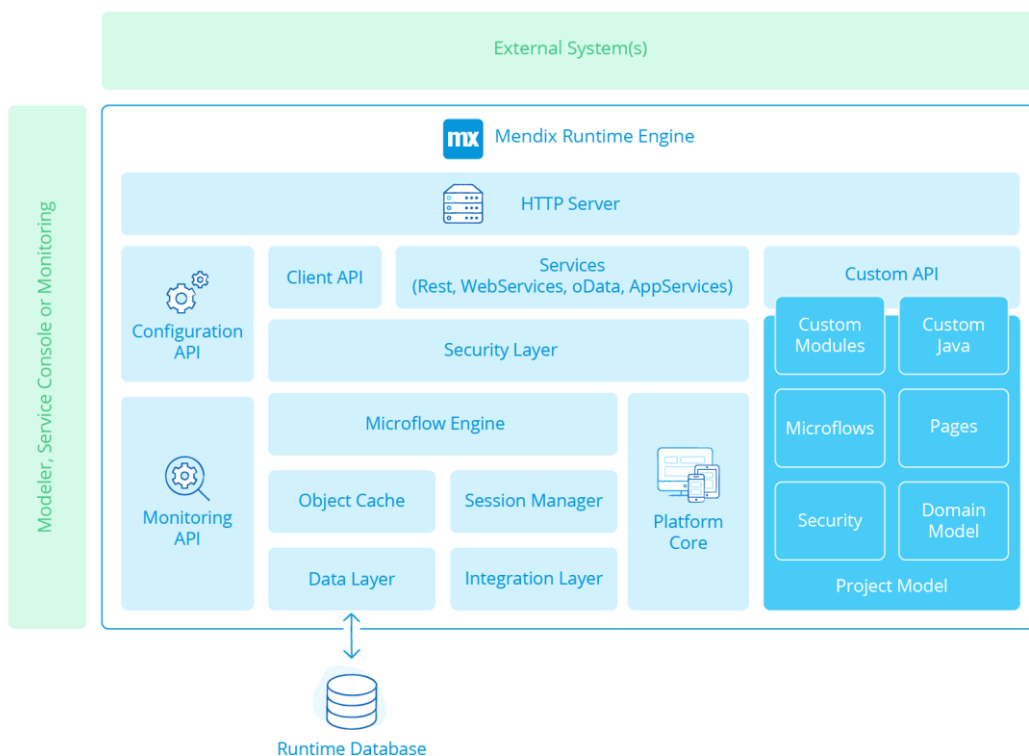 External System(s)
Modeler, Service Console or Monitoring
mx Mendix Runtime Engine
HTTP Server
Configuration
API
Client API
Services
(Rest, WebServices, oData, AppServices)
Custom API
Security Layer
Custom
Modules
Custom
Java
Microflow Engine
Microflows
Pages
Monitoring
API
Object Cache
Session Manager
Platform
Core
Security
Domain
Model
Data Layer
Integration Layer
Project Model
Runtime Database